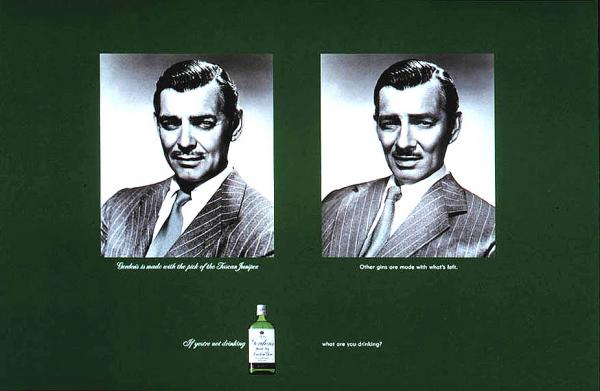 Gordon's is made with the pick of the Tuscan Juniper
Other gins are made with what's left.
If you're not drinking
Gordon's
what are you drinking?